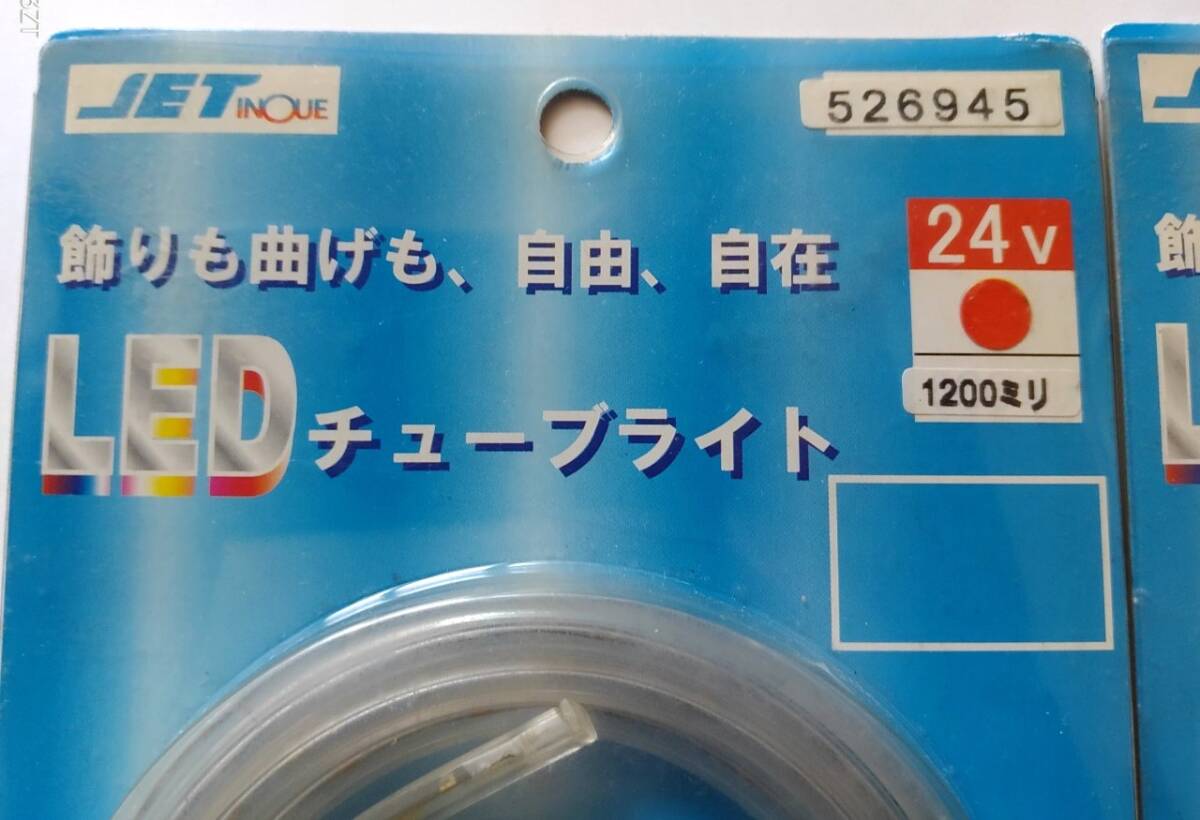 JET INOUE
526945
飾りも曲げも、自由、自在
24V
1200ミリ
LED チューブライト
飾